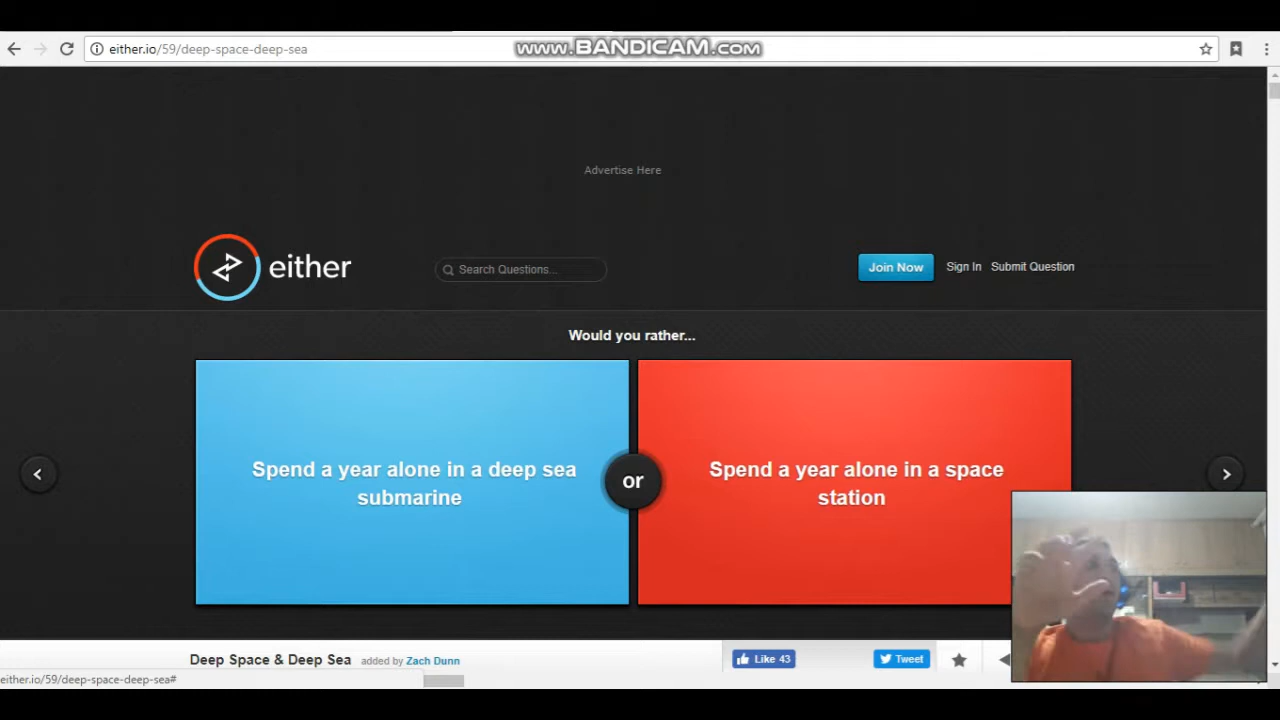 either.io/59/deep-space-deep-sea
www.BANDICAM.com
Advertise Here
either
Search Questions...
Join Now
Sign In
Submit Question
Would you rather...
Spend a year alone in a deep sea
submarine
or
Spend a year alone in a space
station
Deep Space & Deep Sea
added by Zach Dunn
Like 43
Tweet
either.io/59/deep-space-deep-sea#